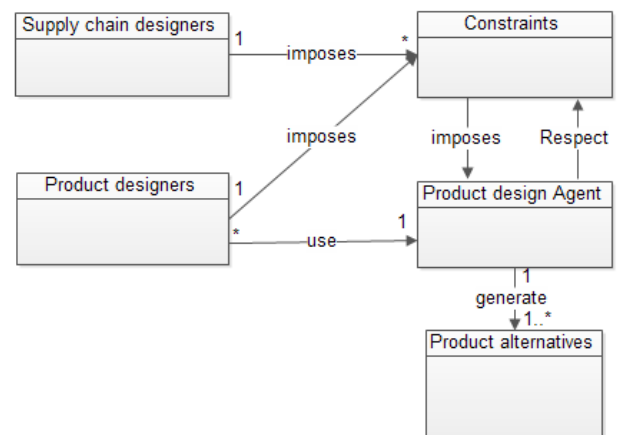 Supply chain designers
Constraints
1
*
imposes
imposes
imposes
Respect
Product designers
1
Product design Agent
*
1
use
1
generate
1..*
Product alternatives